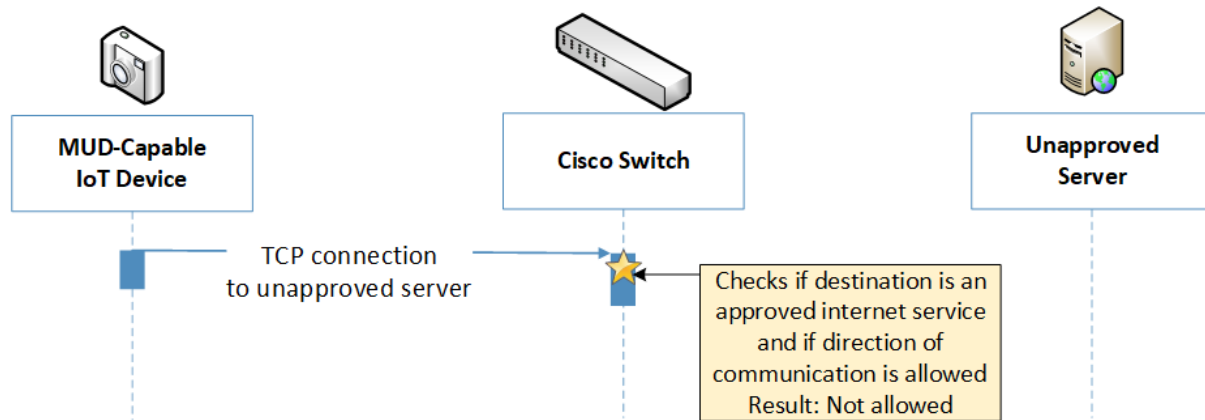 MUD-Capable
IoT Device
Cisco Switch
Unapproved
Server
TCP connection
to unapproved server
Checks if destination is an
approved internet service
and if direction of
communication is allowed
Result: Not allowed